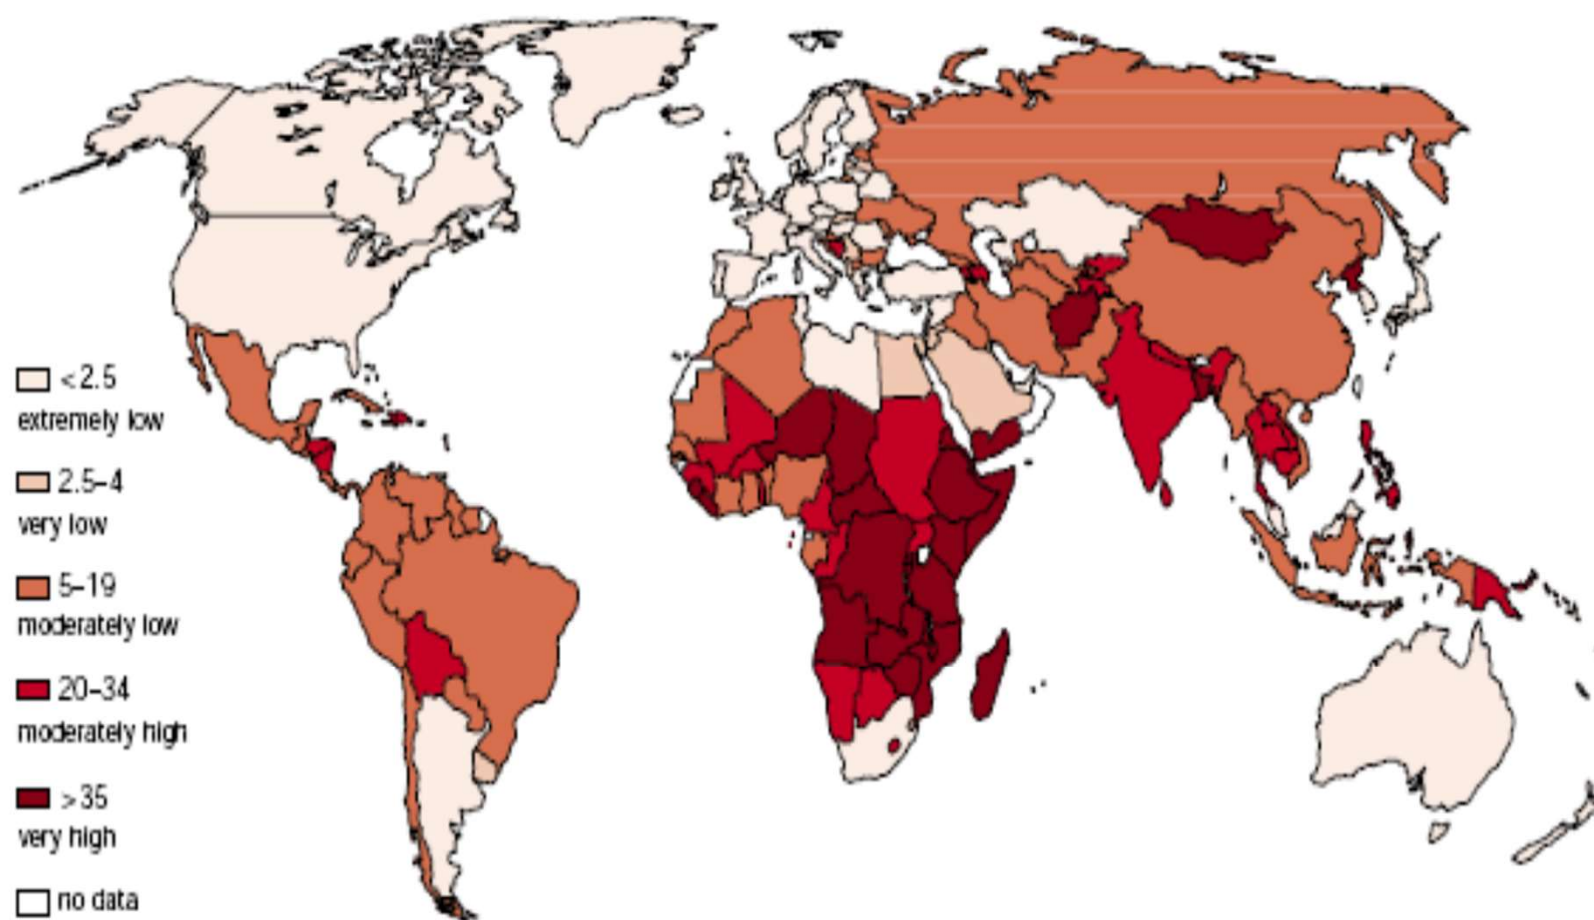 <2.5
extremely low
2.5–4
very low
5–19
moderately low
20–34
moderately high
>35
very high
no data